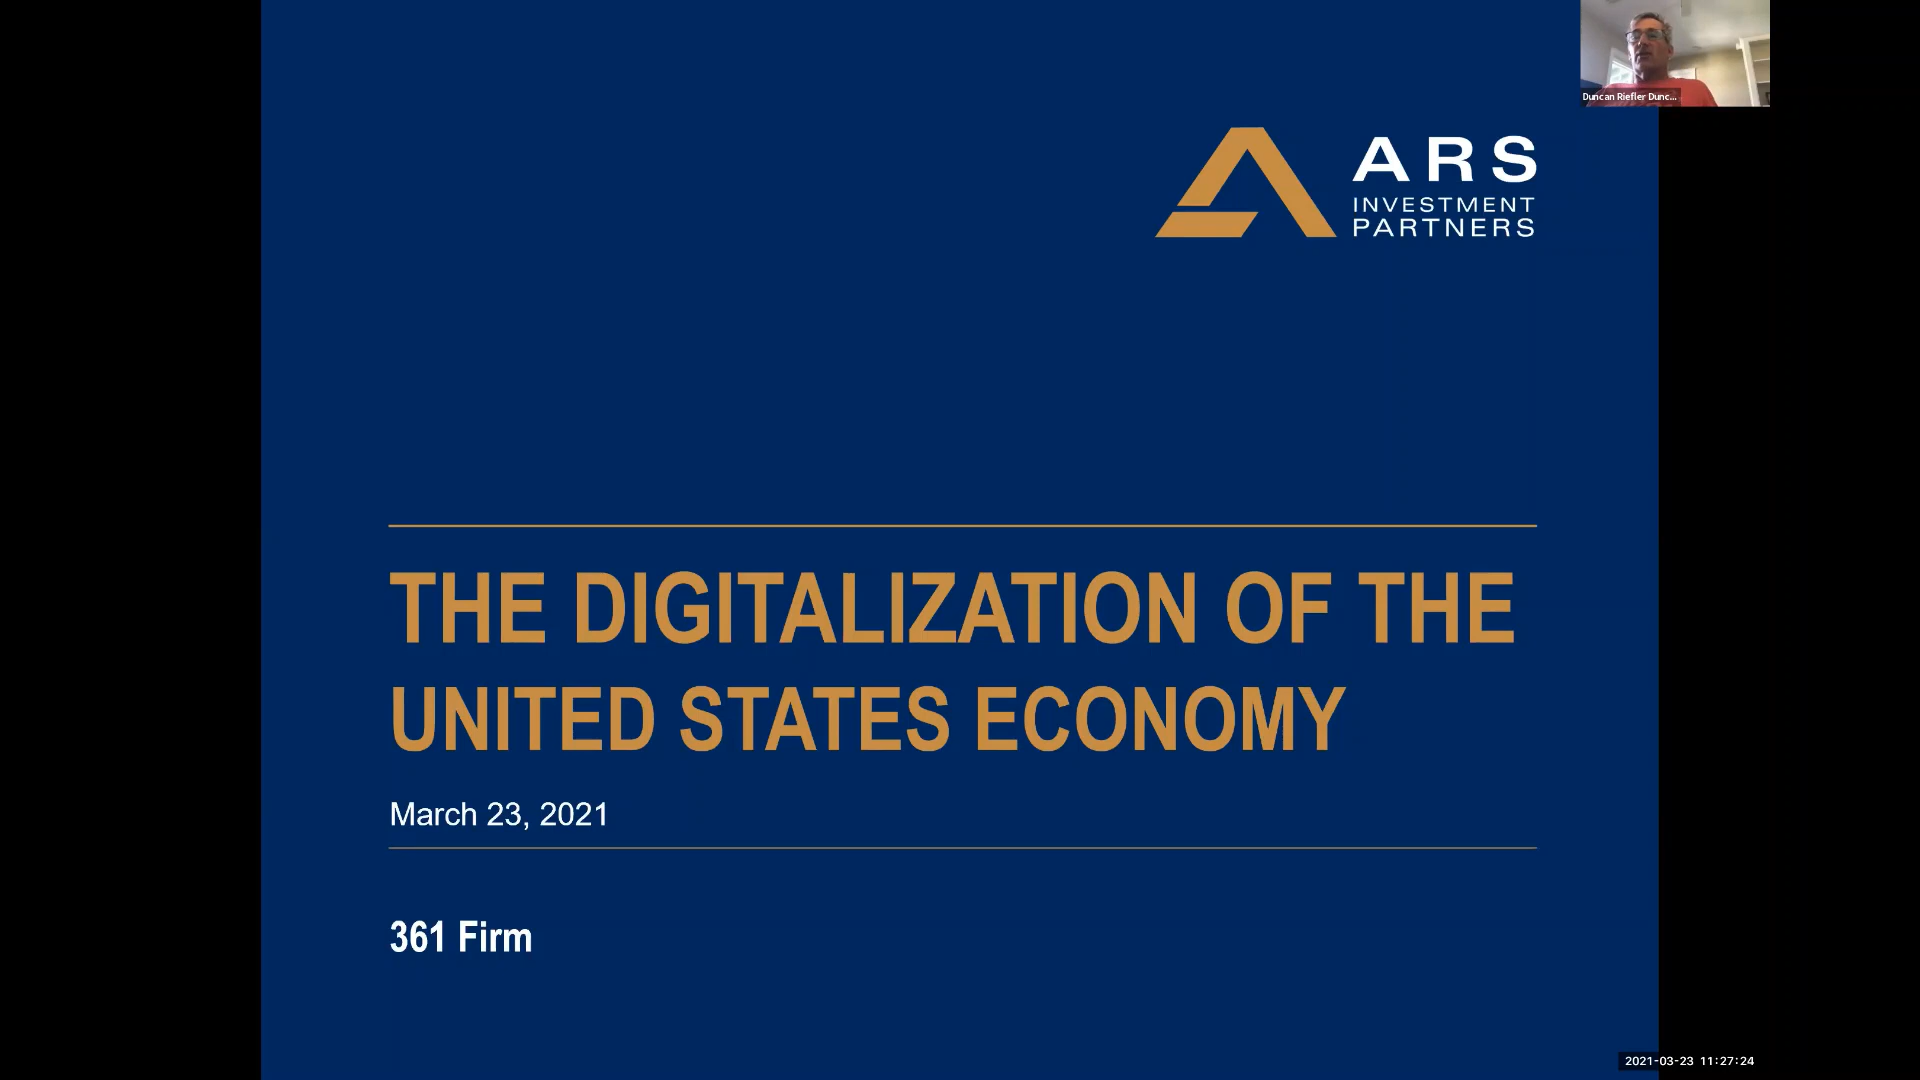 Duncan Riefler Dunc...
ARS
INVESTMENT
PARTNERS
THE DIGITALIZATION OF THE
UNITED STATES ECONOMY
March 23, 2021
361 Firm
2021-03-23 11:27:24